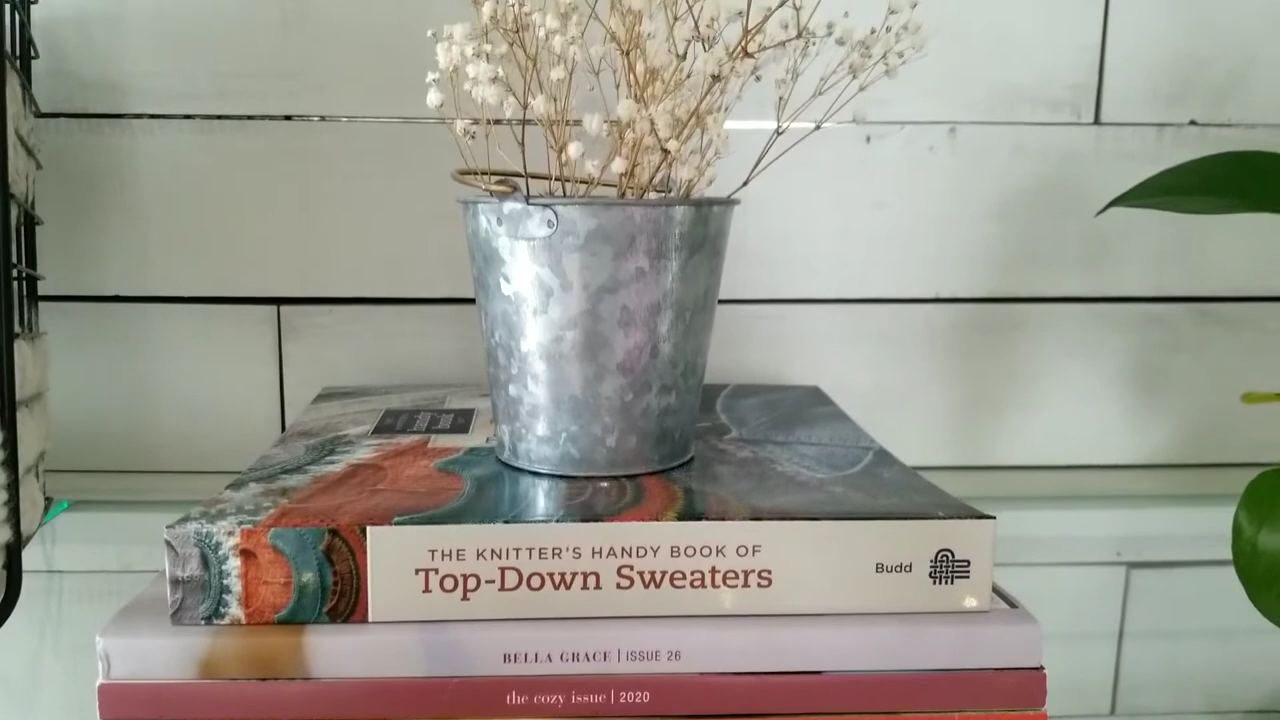 THE KNITTER'S HANDY BOOK OF
Top-Down Sweaters
Budd
BELLA GRACE | ISSUE 26
the cozy issue | 2020